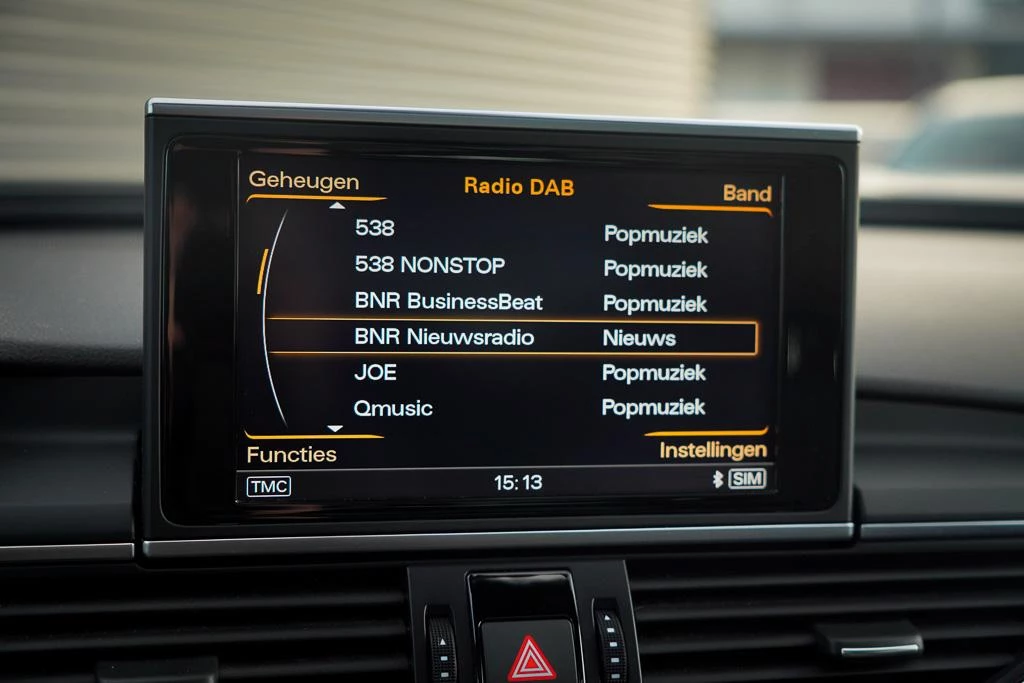 Geheugen Radio DAB Band
538 Popmuziek
538 NONSTOP Popmuziek
BNR BusinessBeat Popmuziek
BNR Nieuwsradio Nieuws
JOE Popmuziek
Qmusic Popmuziek
Functies Instellingen
TMC 15:13 SIM